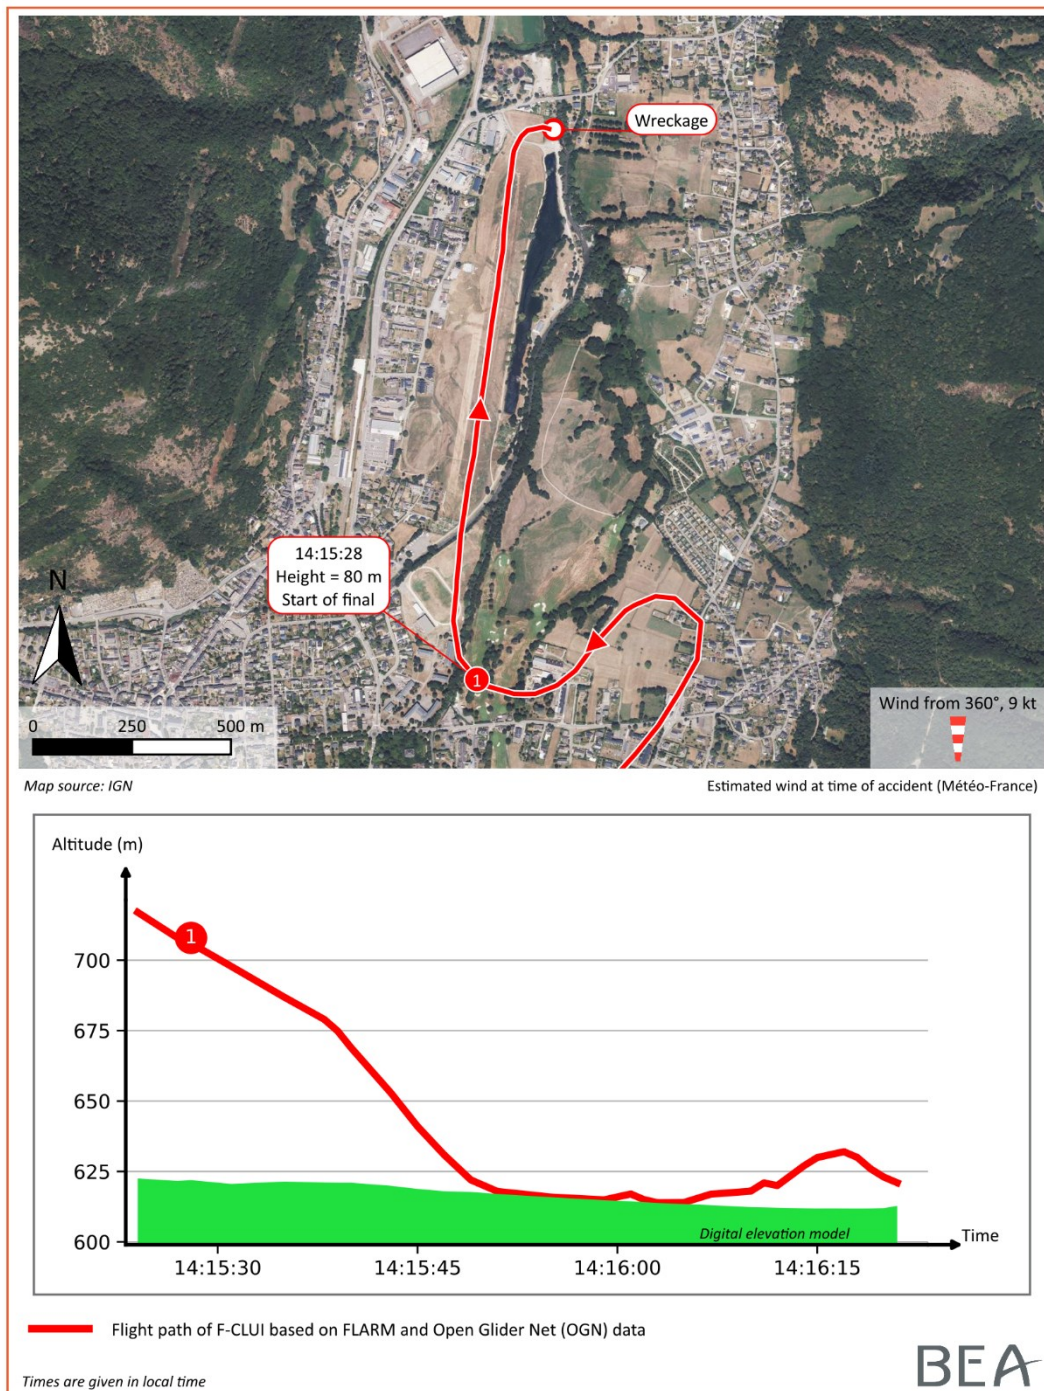 Wreckage
14:15:28
Height = 80 m
Start of final
N
1
0 250 500 m
Wind from 360°, 9 kt
Map source: IGN
Estimated wind at time of accident (Météo-France)
Altitude (m)
1
700
675
650
625
600
Digital elevation model
Time
14:15:30 14:15:45 14:16:00 14:16:15
Flight path of F-CLUI based on FLARM and Open Glider Net (OGN) data
BEA
Times are given in local time